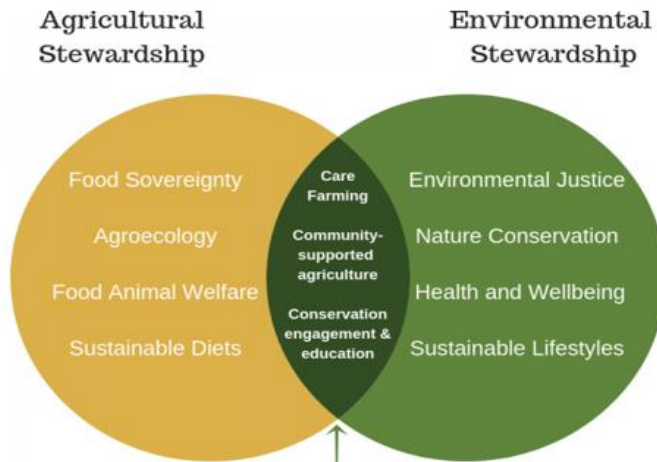 Agricultural
Stewardship
Environmental
Stewardship
Food Sovereignty
Agroecology
Food Animal Welfare
Sustainable Diets
Care
Farming
Community-
supported
agriculture
Conservation
engagement &
education
Environmental Justice
Nature Conservation
Health and Wellbeing
Sustainable Lifestyles